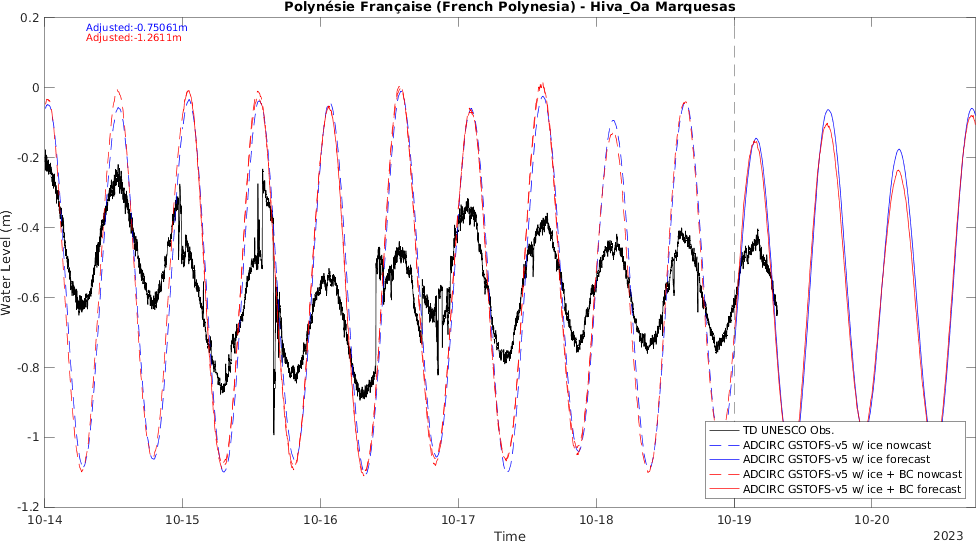 Polynésie Française (French Polynesia) - Hiva_Oa Marquesas
Adjusted:-0.75061m
Adjusted:-1.2611m
0.2
0
-0.2
-0.4
-0.6
-0.8
-1
-1.2
Water Level (m)
TD UNESCO Obs.
ADCIRC GSTOFS-v5 w/ ice nowcast
ADCIRC GSTOFS-v5 w/ ice forecast
ADCIRC GSTOFS-v5 w/ ice + BC nowcast
ADCIRC GSTOFS-v5 w/ ice + BC forecast
10-14 10-15 10-16 10-17 10-18 10-19 10-20
Time
2023